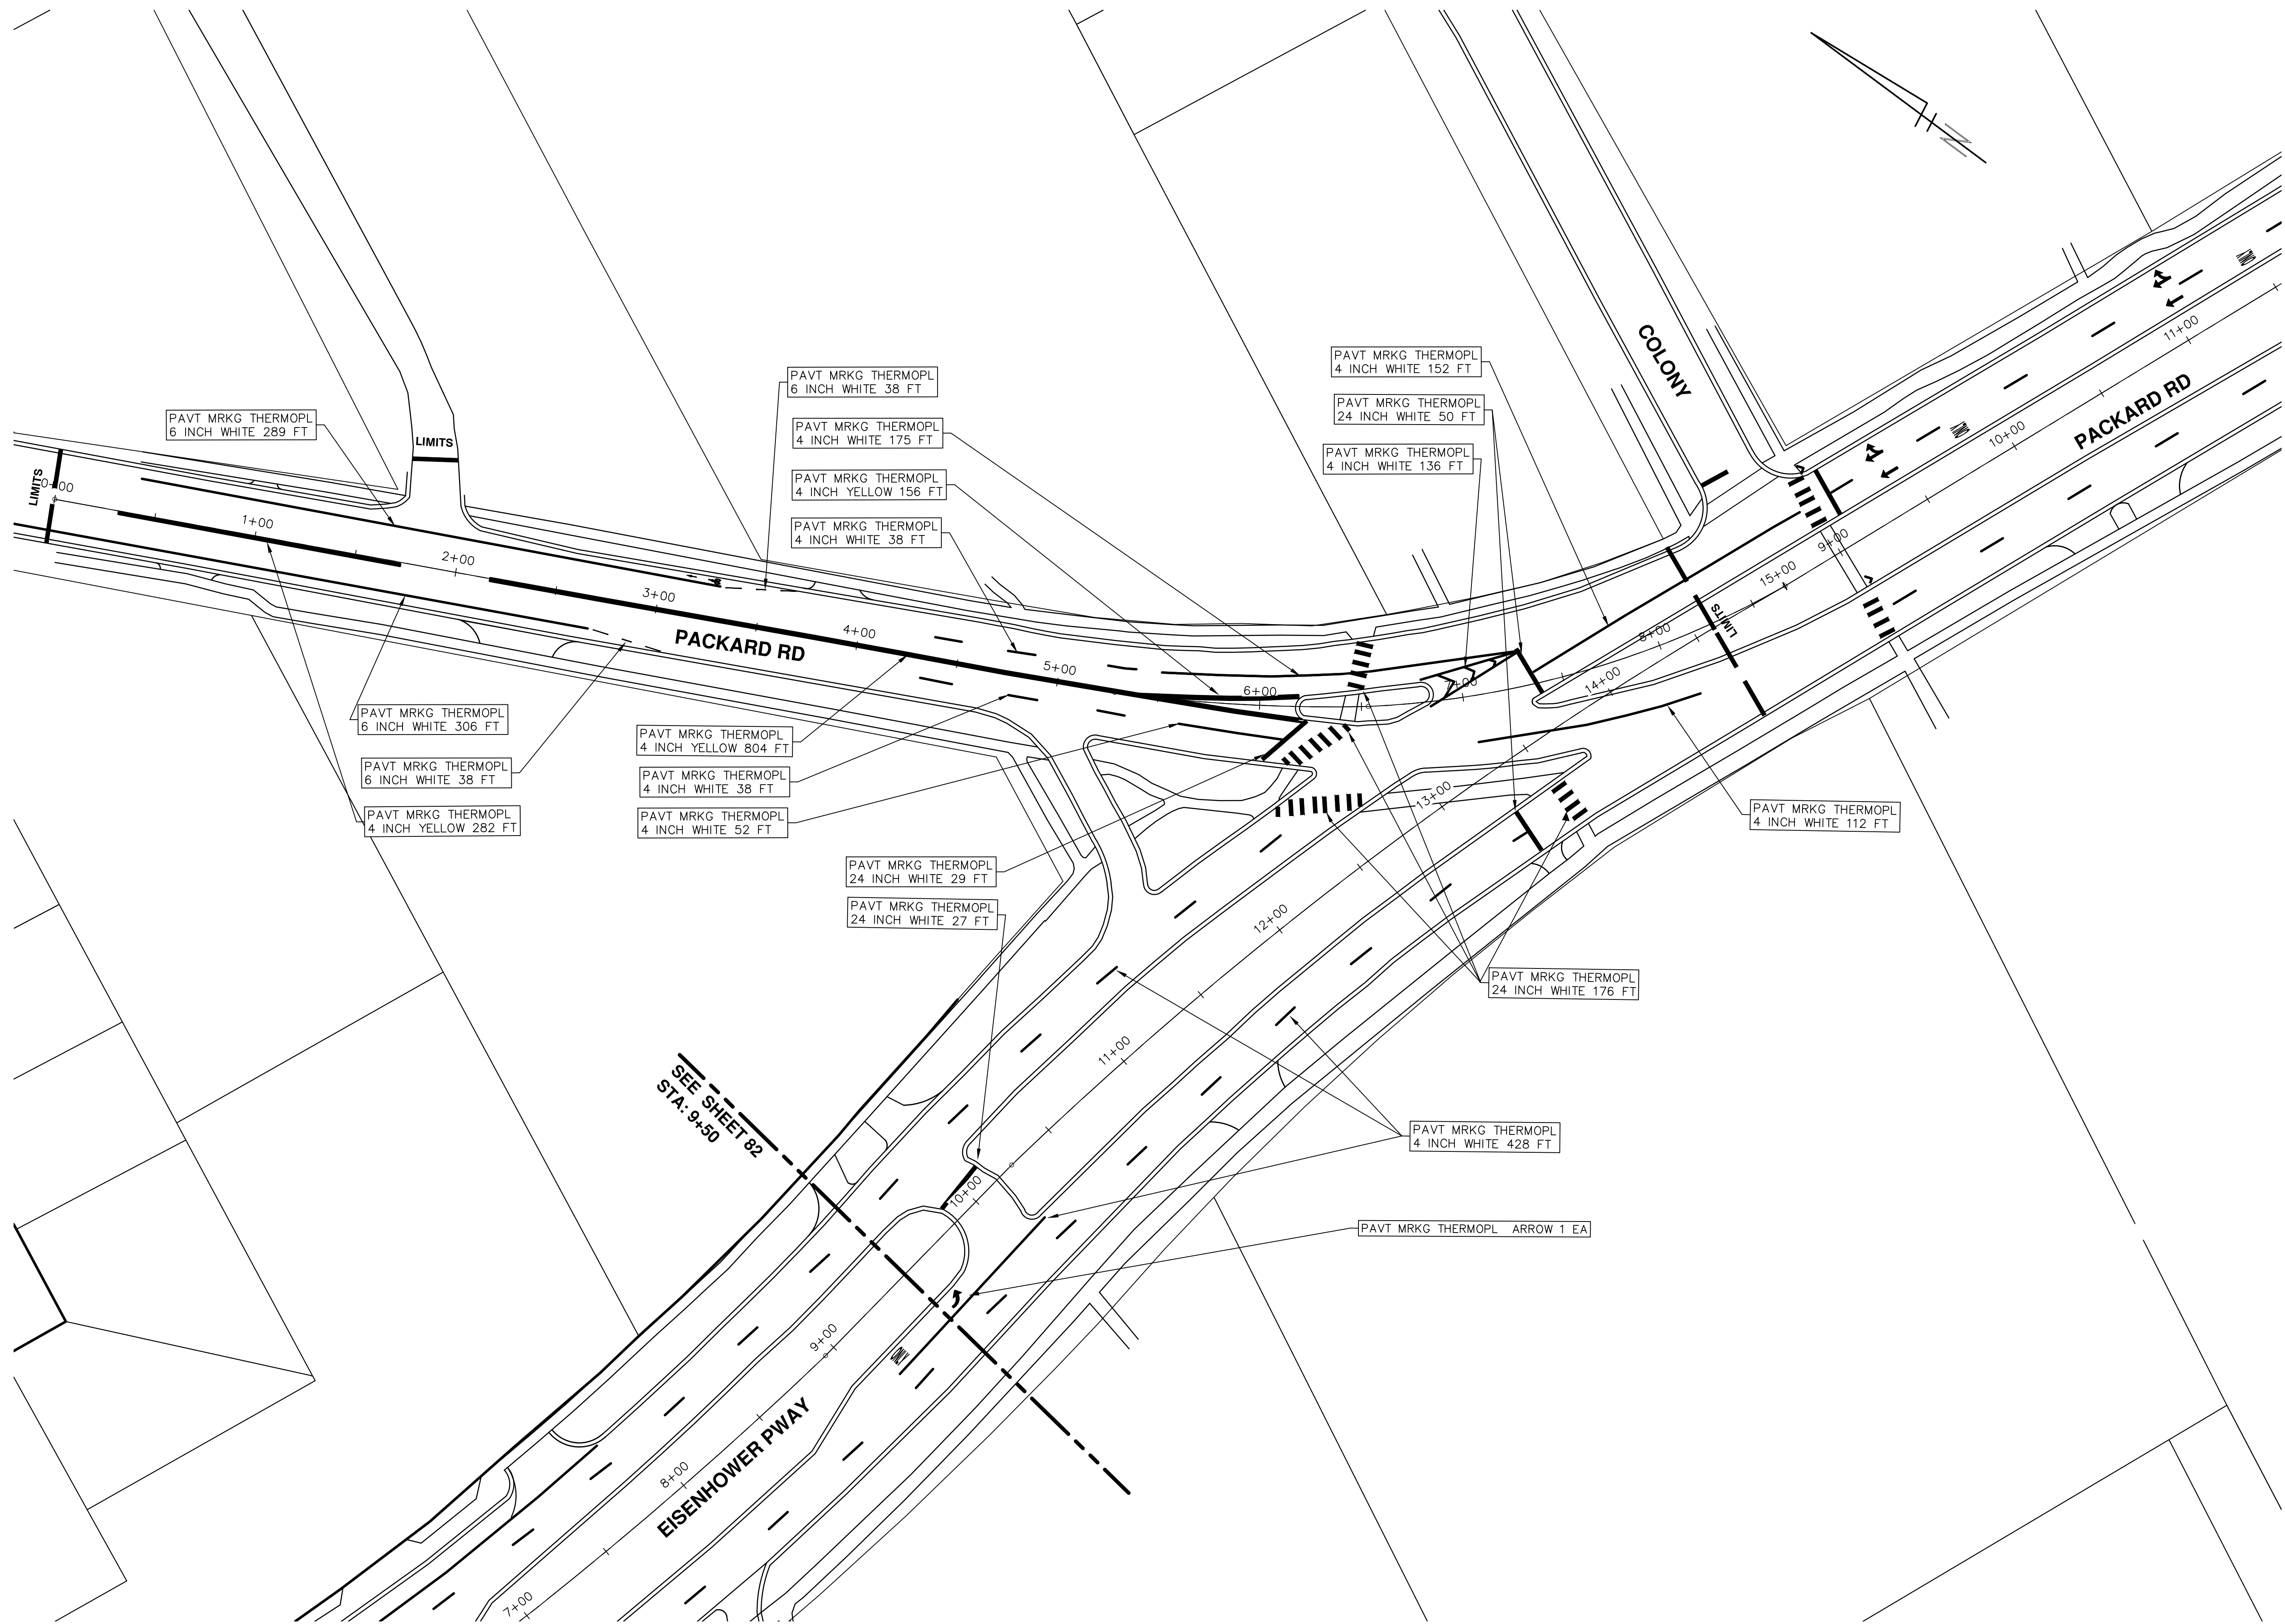 PAVT MRKG THERMOPL
6 INCH WHITE 289 FT
LIMITS
LIMITS
0+00
1+00
2+00
3+00
4+00
5+00
6+00
7+00
8+00
9+00
10+00
11+00
PACKARD RD
PAVT MRKG THERMOPL
6 INCH WHITE 38 FT
PAVT MRKG THERMOPL
4 INCH WHITE 175 FT
PAVT MRKG THERMOPL
4 INCH YELLOW 156 FT
PAVT MRKG THERMOPL
4 INCH WHITE 38 FT
PAVT MRKG THERMOPL
4 INCH WHITE 152 FT
PAVT MRKG THERMOPL
24 INCH WHITE 50 FT
PAVT MRKG THERMOPL
4 INCH WHITE 136 FT
COLONY
N
ONLY
ONLY
PACKARD RD
LIMITS
15+00
14+00
13+00
12+00
11+00
10+00
9+00
8+00
7+00
PAVT MRKG THERMOPL
6 INCH WHITE 306 FT
PAVT MRKG THERMOPL
6 INCH WHITE 38 FT
PAVT MRKG THERMOPL
4 INCH YELLOW 282 FT
PAVT MRKG THERMOPL
4 INCH YELLOW 804 FT
PAVT MRKG THERMOPL
4 INCH WHITE 38 FT
PAVT MRKG THERMOPL
4 INCH WHITE 52 FT
PAVT MRKG THERMOPL
24 INCH WHITE 29 FT
PAVT MRKG THERMOPL
24 INCH WHITE 27 FT
PAVT MRKG THERMOPL
4 INCH WHITE 112 FT
PAVT MRKG THERMOPL
24 INCH WHITE 176 FT
PAVT MRKG THERMOPL
4 INCH WHITE 428 FT
PAVT MRKG THERMOPL ARROW 1 EA
SEE SHEET 82
STA: 9+50
ONLY
EISENHOWER PWAY